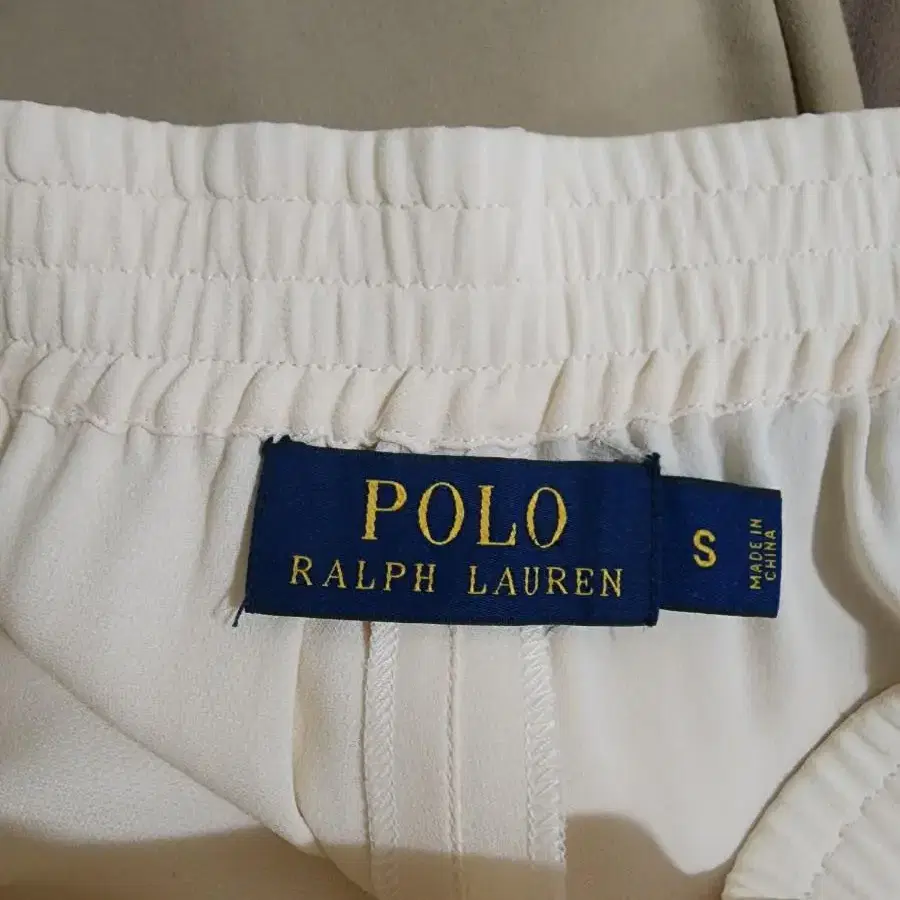 POLO
RALPH LAUREN
S
MADE IN
CHINA